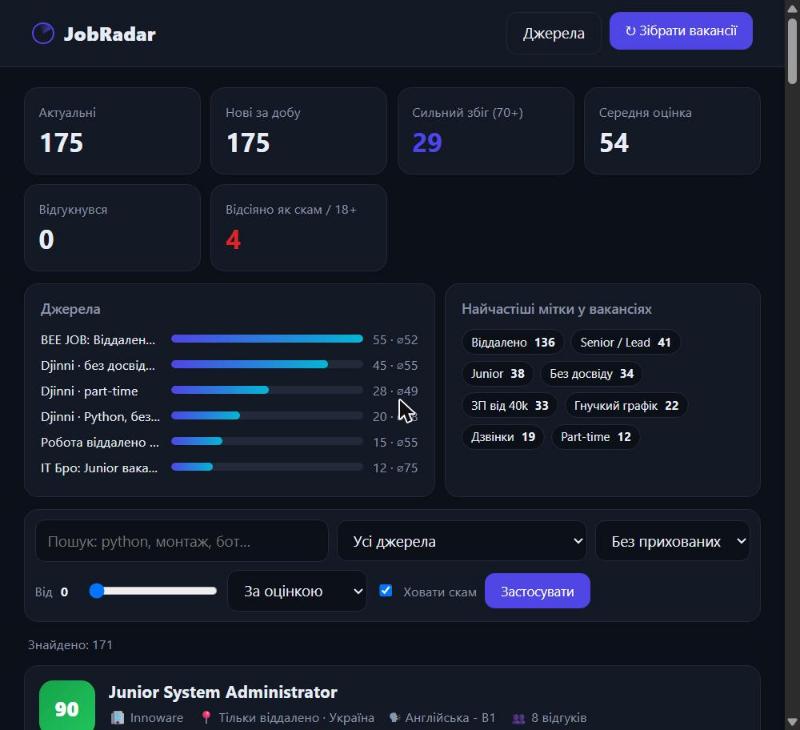 JobRadar
Джерела
↻ Зібрати вакансії
Актуальні
175
Нові за добу
175
Сильний збіг (70+)
29
Середня оцінка
54
Відгукнувся
0
Відсіяно як скам / 18+
4
Джерела
BEE JOB: Віддален... 55 · ⌀52
Djinni · без досвід... 45 · ⌀55
Djinni · part-time 28 · ⌀49
Djinni · Python, без... 20 ·
Робота віддалено ... 15 · ⌀55
ІТ Бро: Junior вака... 12 · ⌀75
Найчастіші мітки у вакансіях
Віддалено 136 Senior / Lead 41
Junior 38 Без досвіду 34
ЗП від 40k 33 Гнучкий графік 22
Дзвінки 19 Part-time 12
Пошук: python, монтаж, бот...
Усі джерела
Без прихованих
Від 0
За оцінкою
Ховати скам
Застосувати
Знайдено: 171
90
Junior System Administrator
Innoware Тільки віддалено · Україна Англійська - B1 8 відгуків